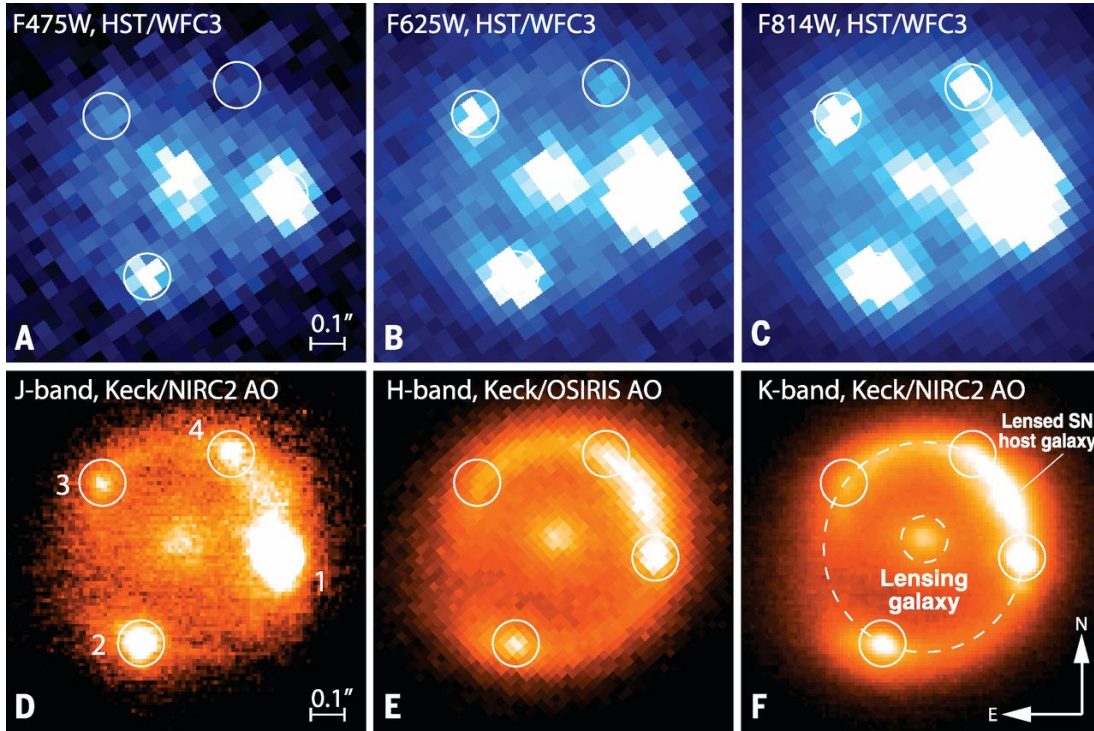 F475W, HST/WFC3
A
0.1"
F625W, HST/WFC3
B
F814W, HST/WFC3
C
J-band, Keck/NIRC2 AO
4
3
1
2
D
0.1"
H-band, Keck/OSIRIS AO
E
K-band, Keck/NIRC2 AO
Lensed SN
host galaxy
Lensing
galaxy
N
E
F